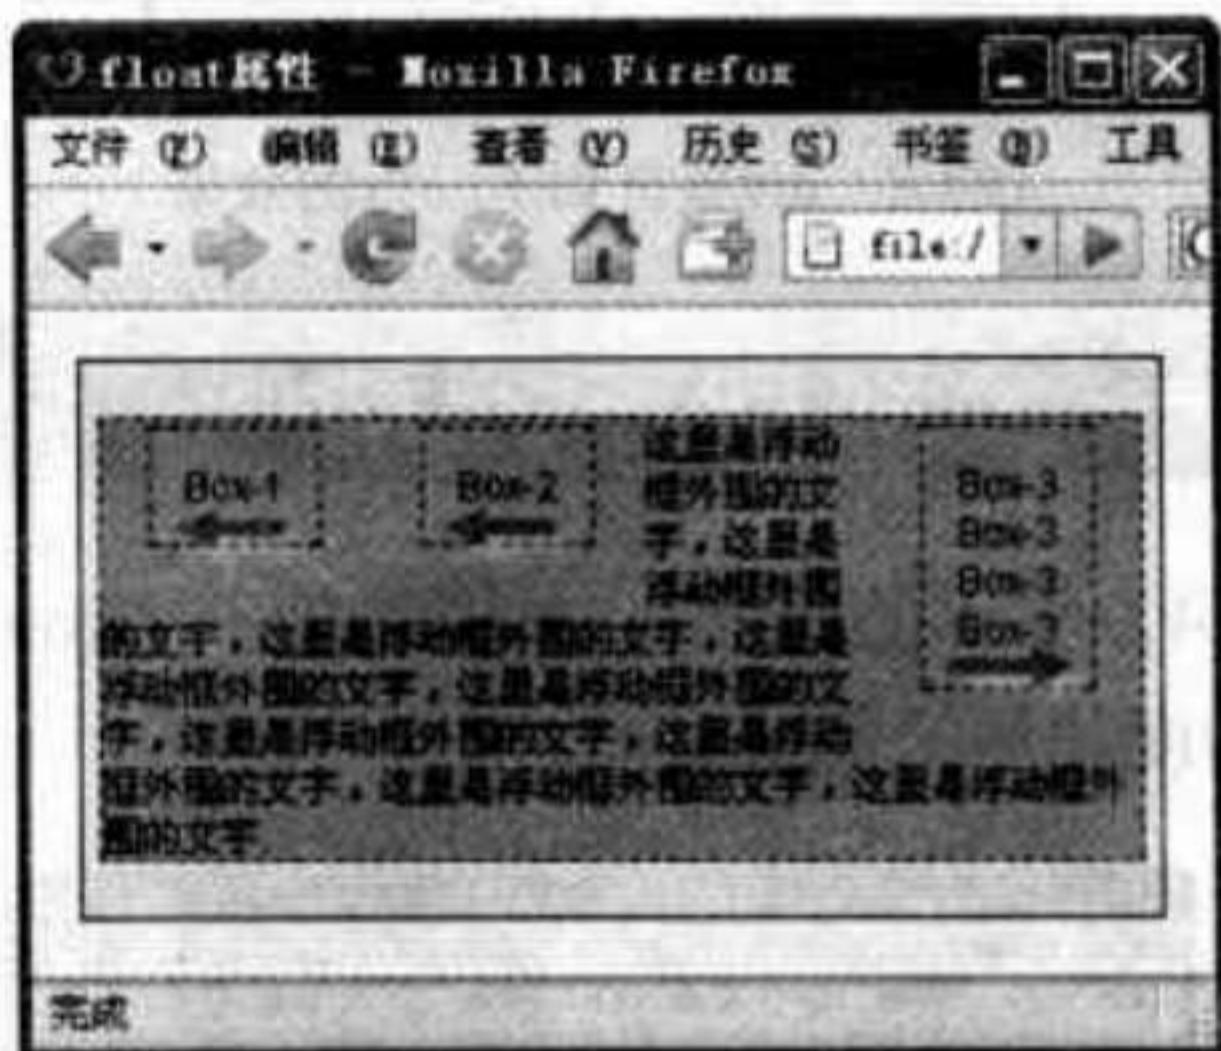 float属性 - Mozilla Firefox
文件 (F) 编辑 (E) 查看 (V) 历史 (S) 书签 (B) 工具
file:/
Box-1
Box-2
这里是浮动
框外围的文
字，这里是
浮动框外围
Box-3
Box-3
Box-3
Box-3
的文字，这里是浮动框外围的文字，这里是
浮动框外围的文字，这里是浮动框外围的文
字，这里是浮动框外围的文字，这里是浮动
框外围的文字，这里是浮动框外围的文字，这里是浮动框外
围的文字
完成